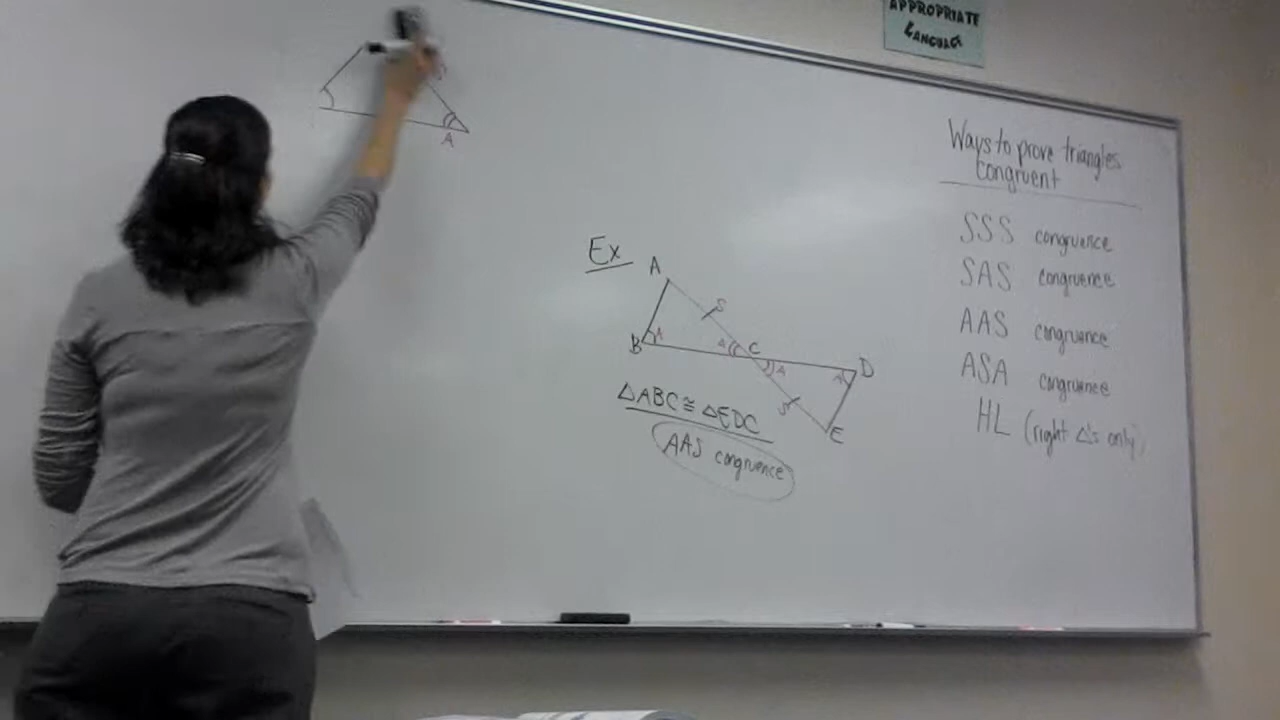 APPROPRIATE
LANGUAGE
A
Ways to prove triangles
congruent
SSS congruence
SAS congruence
AAS congruence
ASA congruence
HL (right △'s only)
Ex
A
S
B
A
A
C
A
A
D
S
E
△ABC ≅ △EDC
AAS congruence